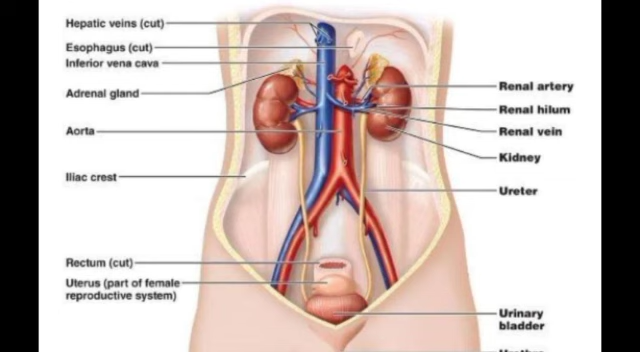 Hepatic veins (cut)
Esophagus (cut)
Inferior vena cava
Adrenal gland
Aorta
Iliac crest
Rectum (cut)
Uterus (part of female
reproductive system)
Renal artery
Renal hilum
Renal vein
Kidney
Ureter
Urinary
bladder